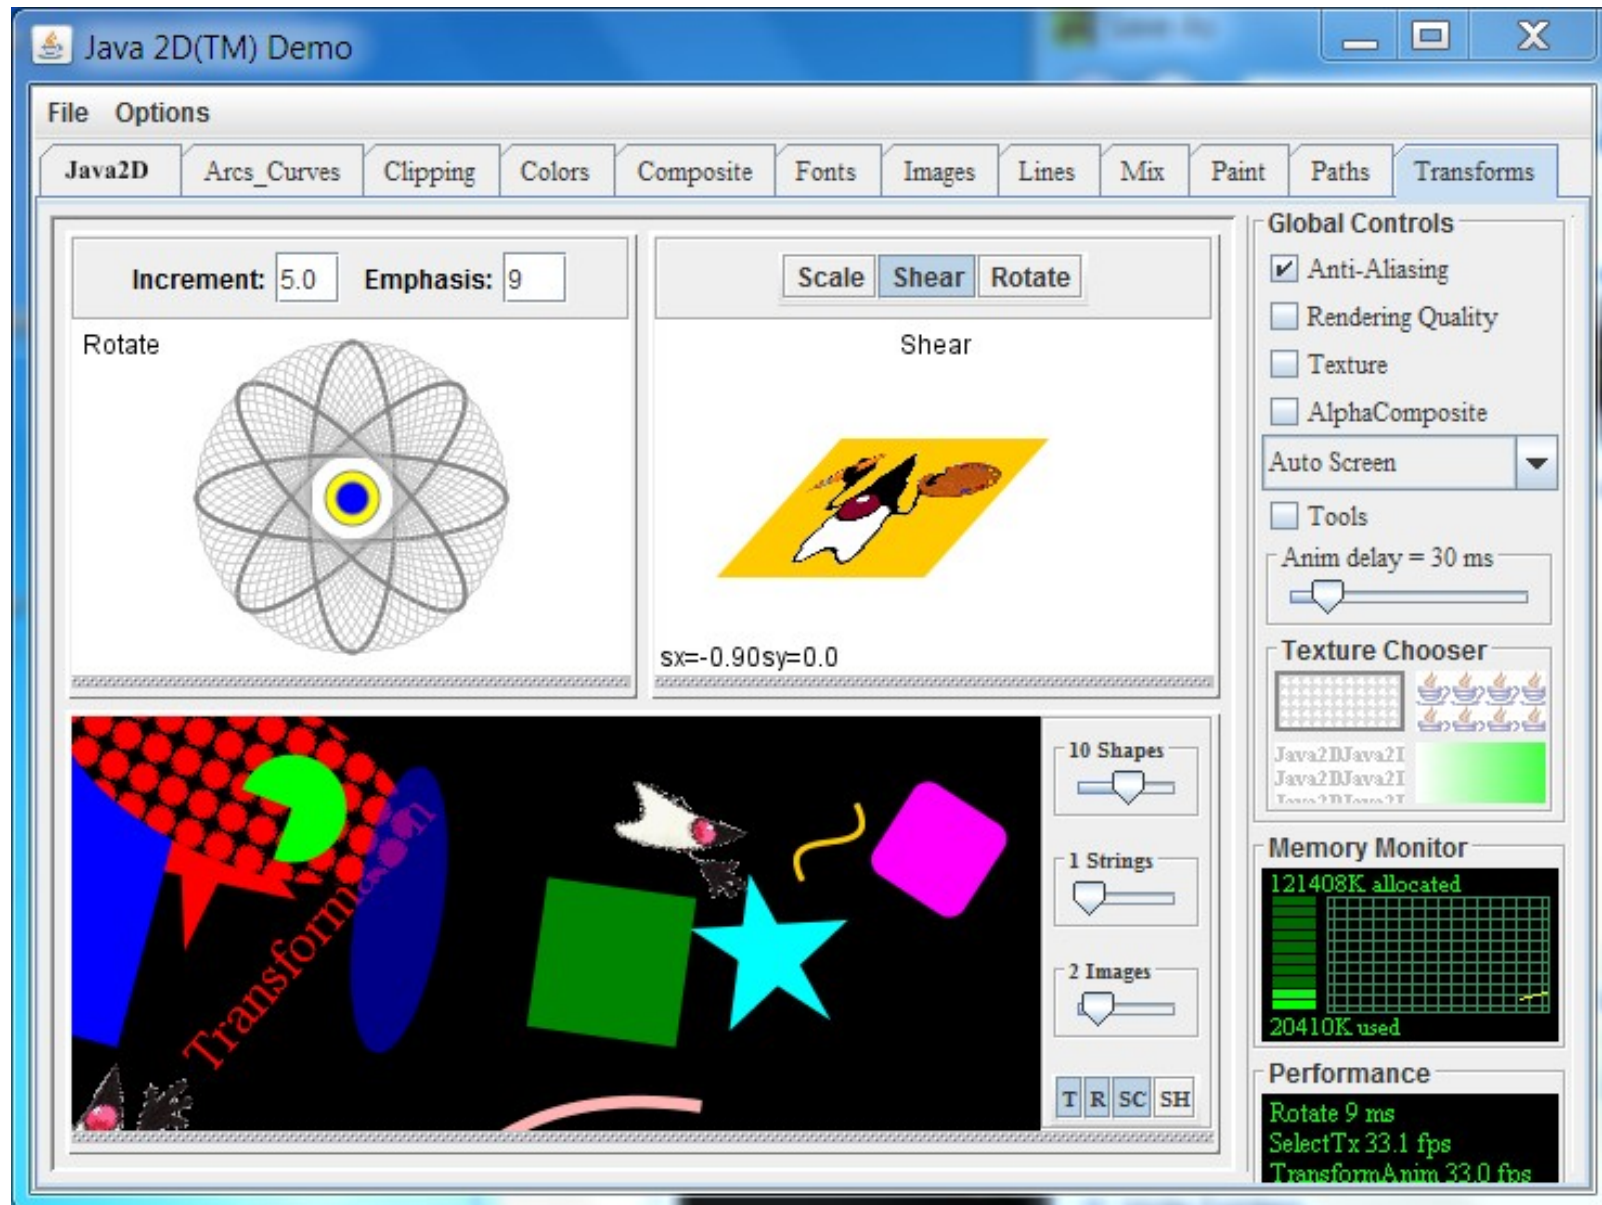 Java 2D(TM) Demo
File Options
Java2D Arcs_Curves Clipping Colors Composite Fonts Images Lines Mix Paint Paths Transforms
Increment: 5.0 Emphasis: 9
Rotate
Scale Shear Rotate
Shear
sx=-0.90sy=0.0
Transformation
10 Shapes
1 Strings
2 Images
T R SC SH
Global Controls
Anti-Aliasing
Rendering Quality
Texture
AlphaComposite
Auto Screen
Tools
Anim delay = 30 ms
Texture Chooser
Java2DJava2D
Java2DJava2D
Java2DJava2D
Memory Monitor
121408K allocated
20410K used
Performance
Rotate 9 ms
SelectTx 33.1 fps
TransformAnim 33.0 fps